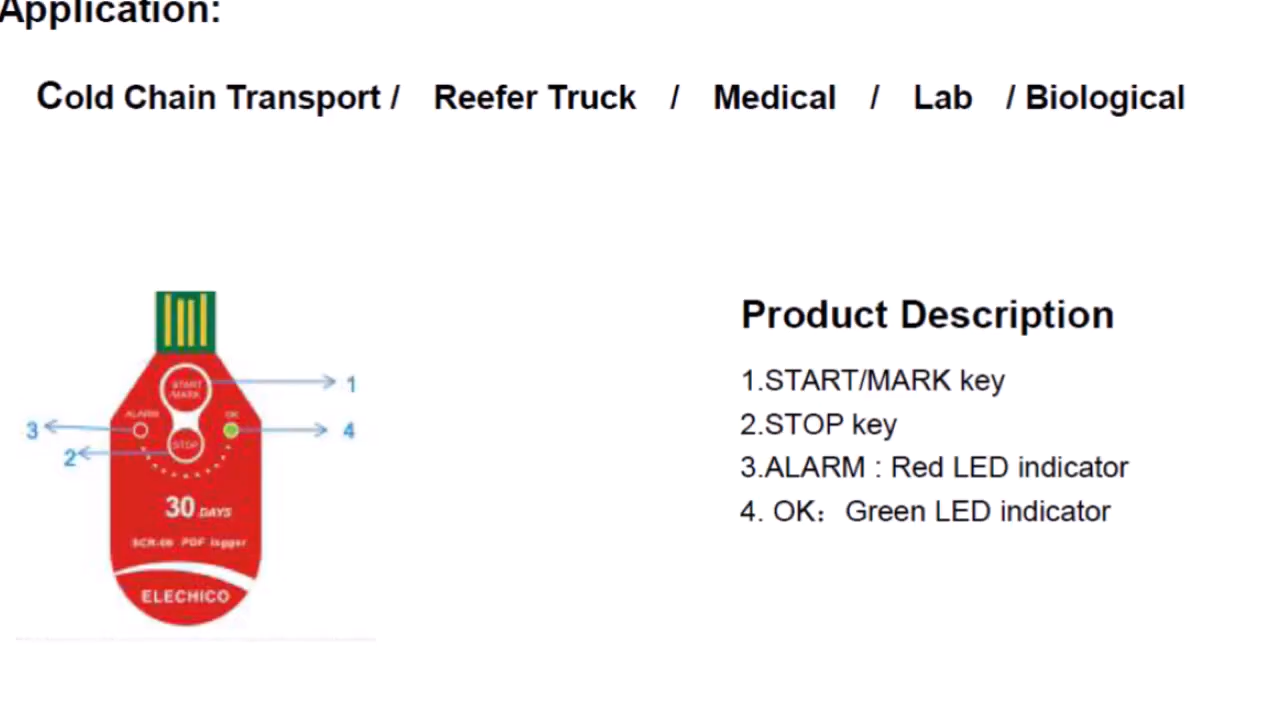 Application:
Cold Chain Transport / Reefer Truck / Medical / Lab / Biological
START
/MARK
1
ALARM
OK
3
4
STOP
2
30 DAYS
PDF logger
ELECHICO
Product Description
1.START/MARK key
2.STOP key
3.ALARM : Red LED indicator
4. OK： Green LED indicator